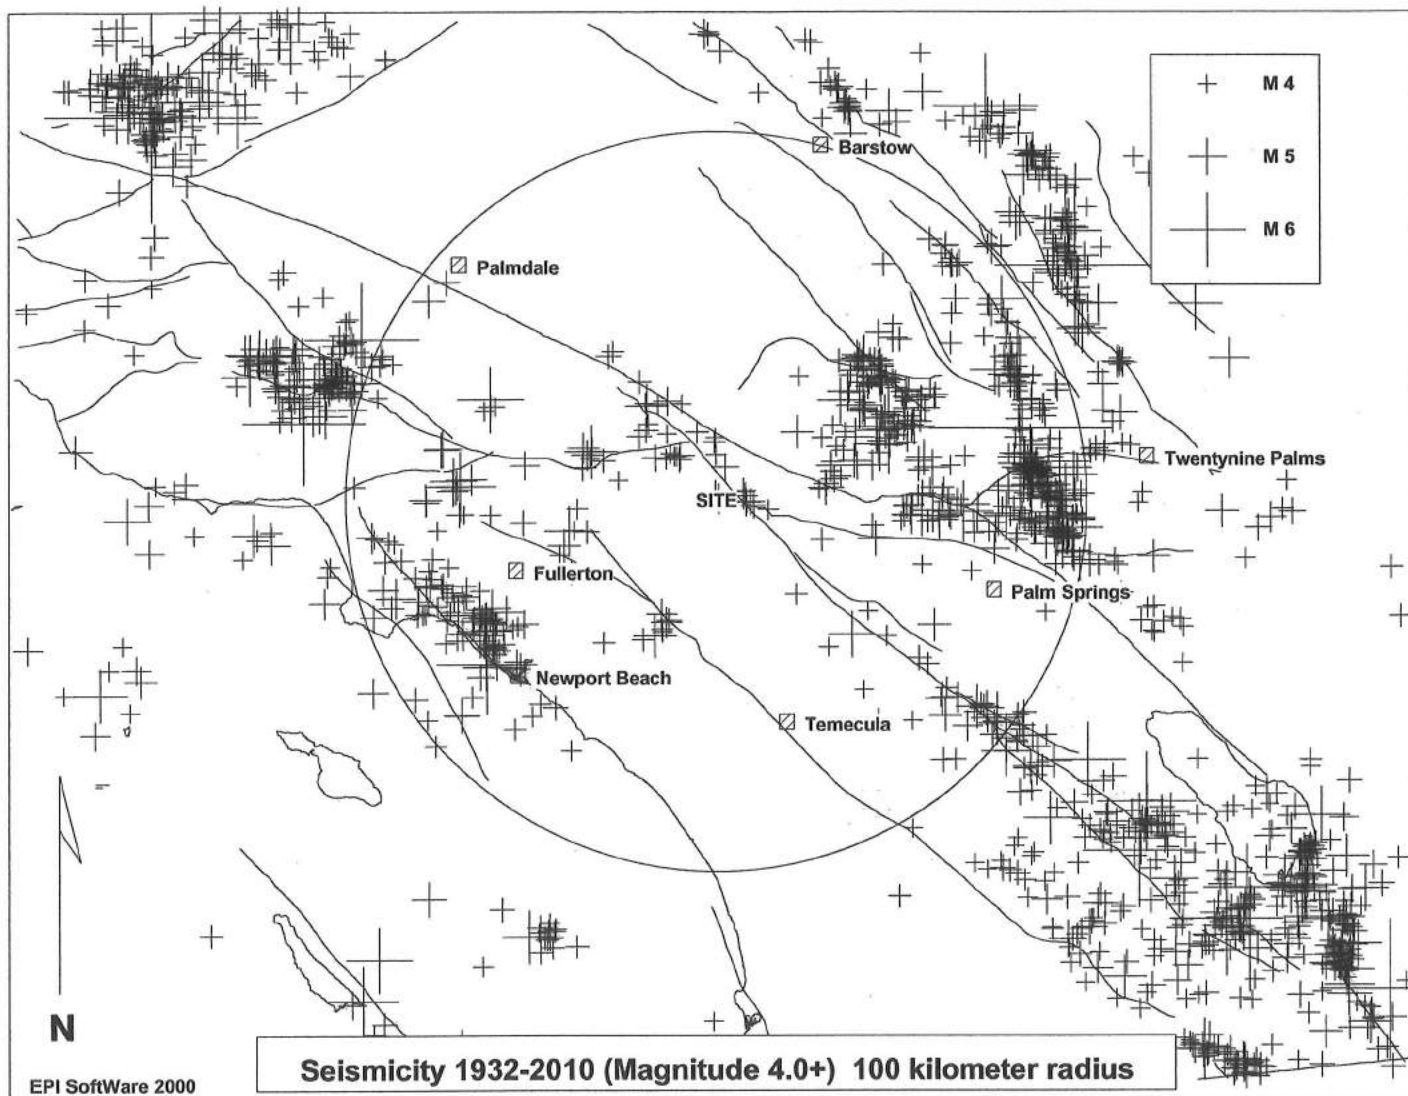 M 4
Barstow
M 5
M 6
Palmdale
Twentynine Palms
SITE
Fullerton
Palm Springs
Newport Beach
Temecula
N
Seismicity 1932-2010 (Magnitude 4.0+) 100 kilometer radius
EPI SoftWare 2000